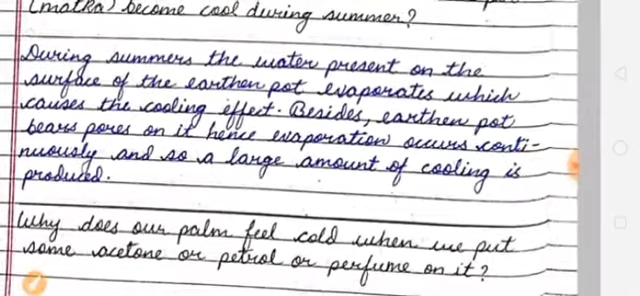 (matka) become cool during summer?
During summers the water present on the
surface of the earthen pot evaporates which
causes the cooling effect. Besides, earthen pot
bears pores on it hence evaporation occurs conti-
nuously and so a large amount of cooling is
produced.
Why does our palm feel cold when we put
some acetone or petrol or perfume on it?